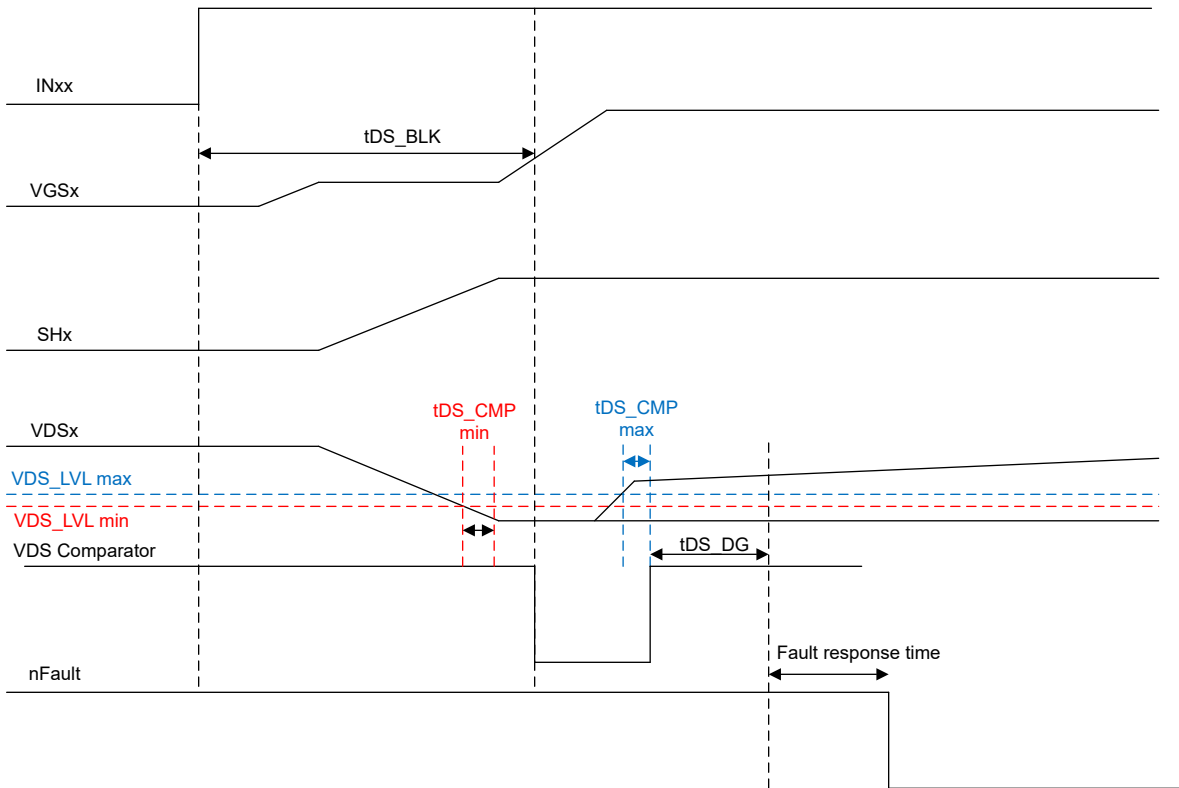 INxx
tDS_BLK
VGSx
SHx
tDS_CMP
min
tDS_CMP
max
VDSx
VDS_LVL max
VDS_LVL min
VDS Comparator
tDS_DG
Fault response time
nFault